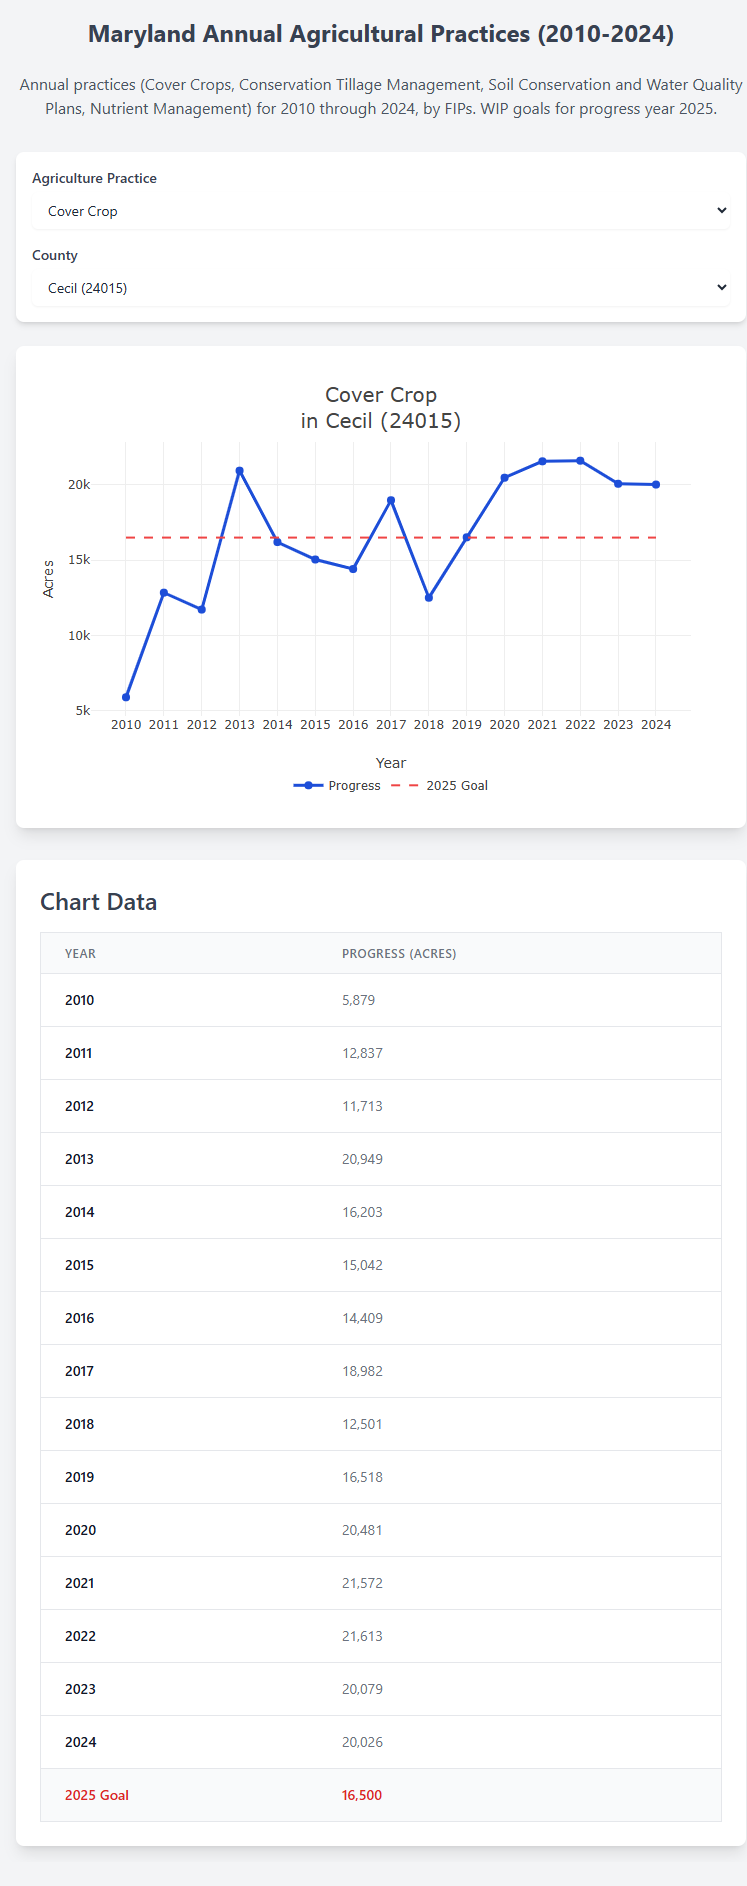 Maryland Annual Agricultural Practices (2010-2024)
Annual practices (Cover Crops, Conservation Tillage Management, Soil Conservation and Water Quality
Plans, Nutrient Management) for 2010 through 2024, by FIPs. WIP goals for progress year 2025.
Agriculture Practice
Cover Crop
County
Cecil (24015)
Cover Crop
in Cecil (24015)
20k
15k
10k
5k
Acres
2010 2011 2012 2013 2014 2015 2016 2017 2018 2019 2020 2021 2022 2023 2024
Year
Progress 2025 Goal
Chart Data
YEAR PROGRESS (ACRES)
2010 5,879
2011 12,837
2012 11,713
2013 20,949
2014 16,203
2015 15,042
2016 14,409
2017 18,982
2018 12,501
2019 16,518
2020 20,481
2021 21,572
2022 21,613
2023 20,079
2024 20,026
2025 Goal 16,500